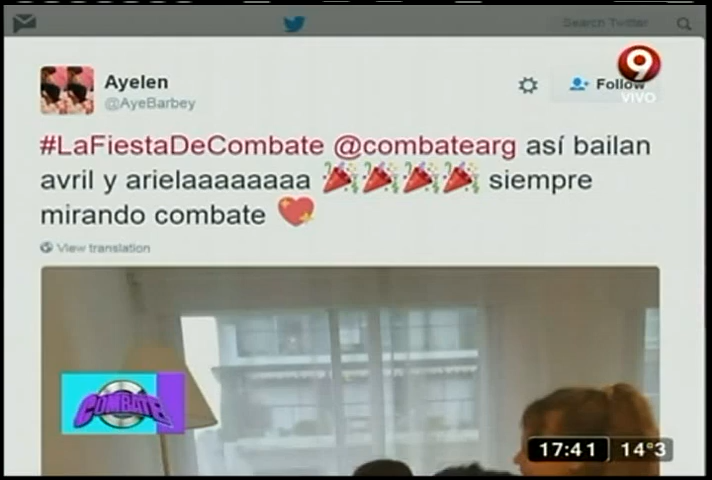 Search Twitter
Ayelen
@AyeBarbey
Follow
9
VIVO
#LaFiestaDeCombate @combatearg así bailan
avril y arielaaaaaaaa 🎉🎉🎉🎉 siempre
mirando combate 💖
View translation
COMBATE
17:41 14°3